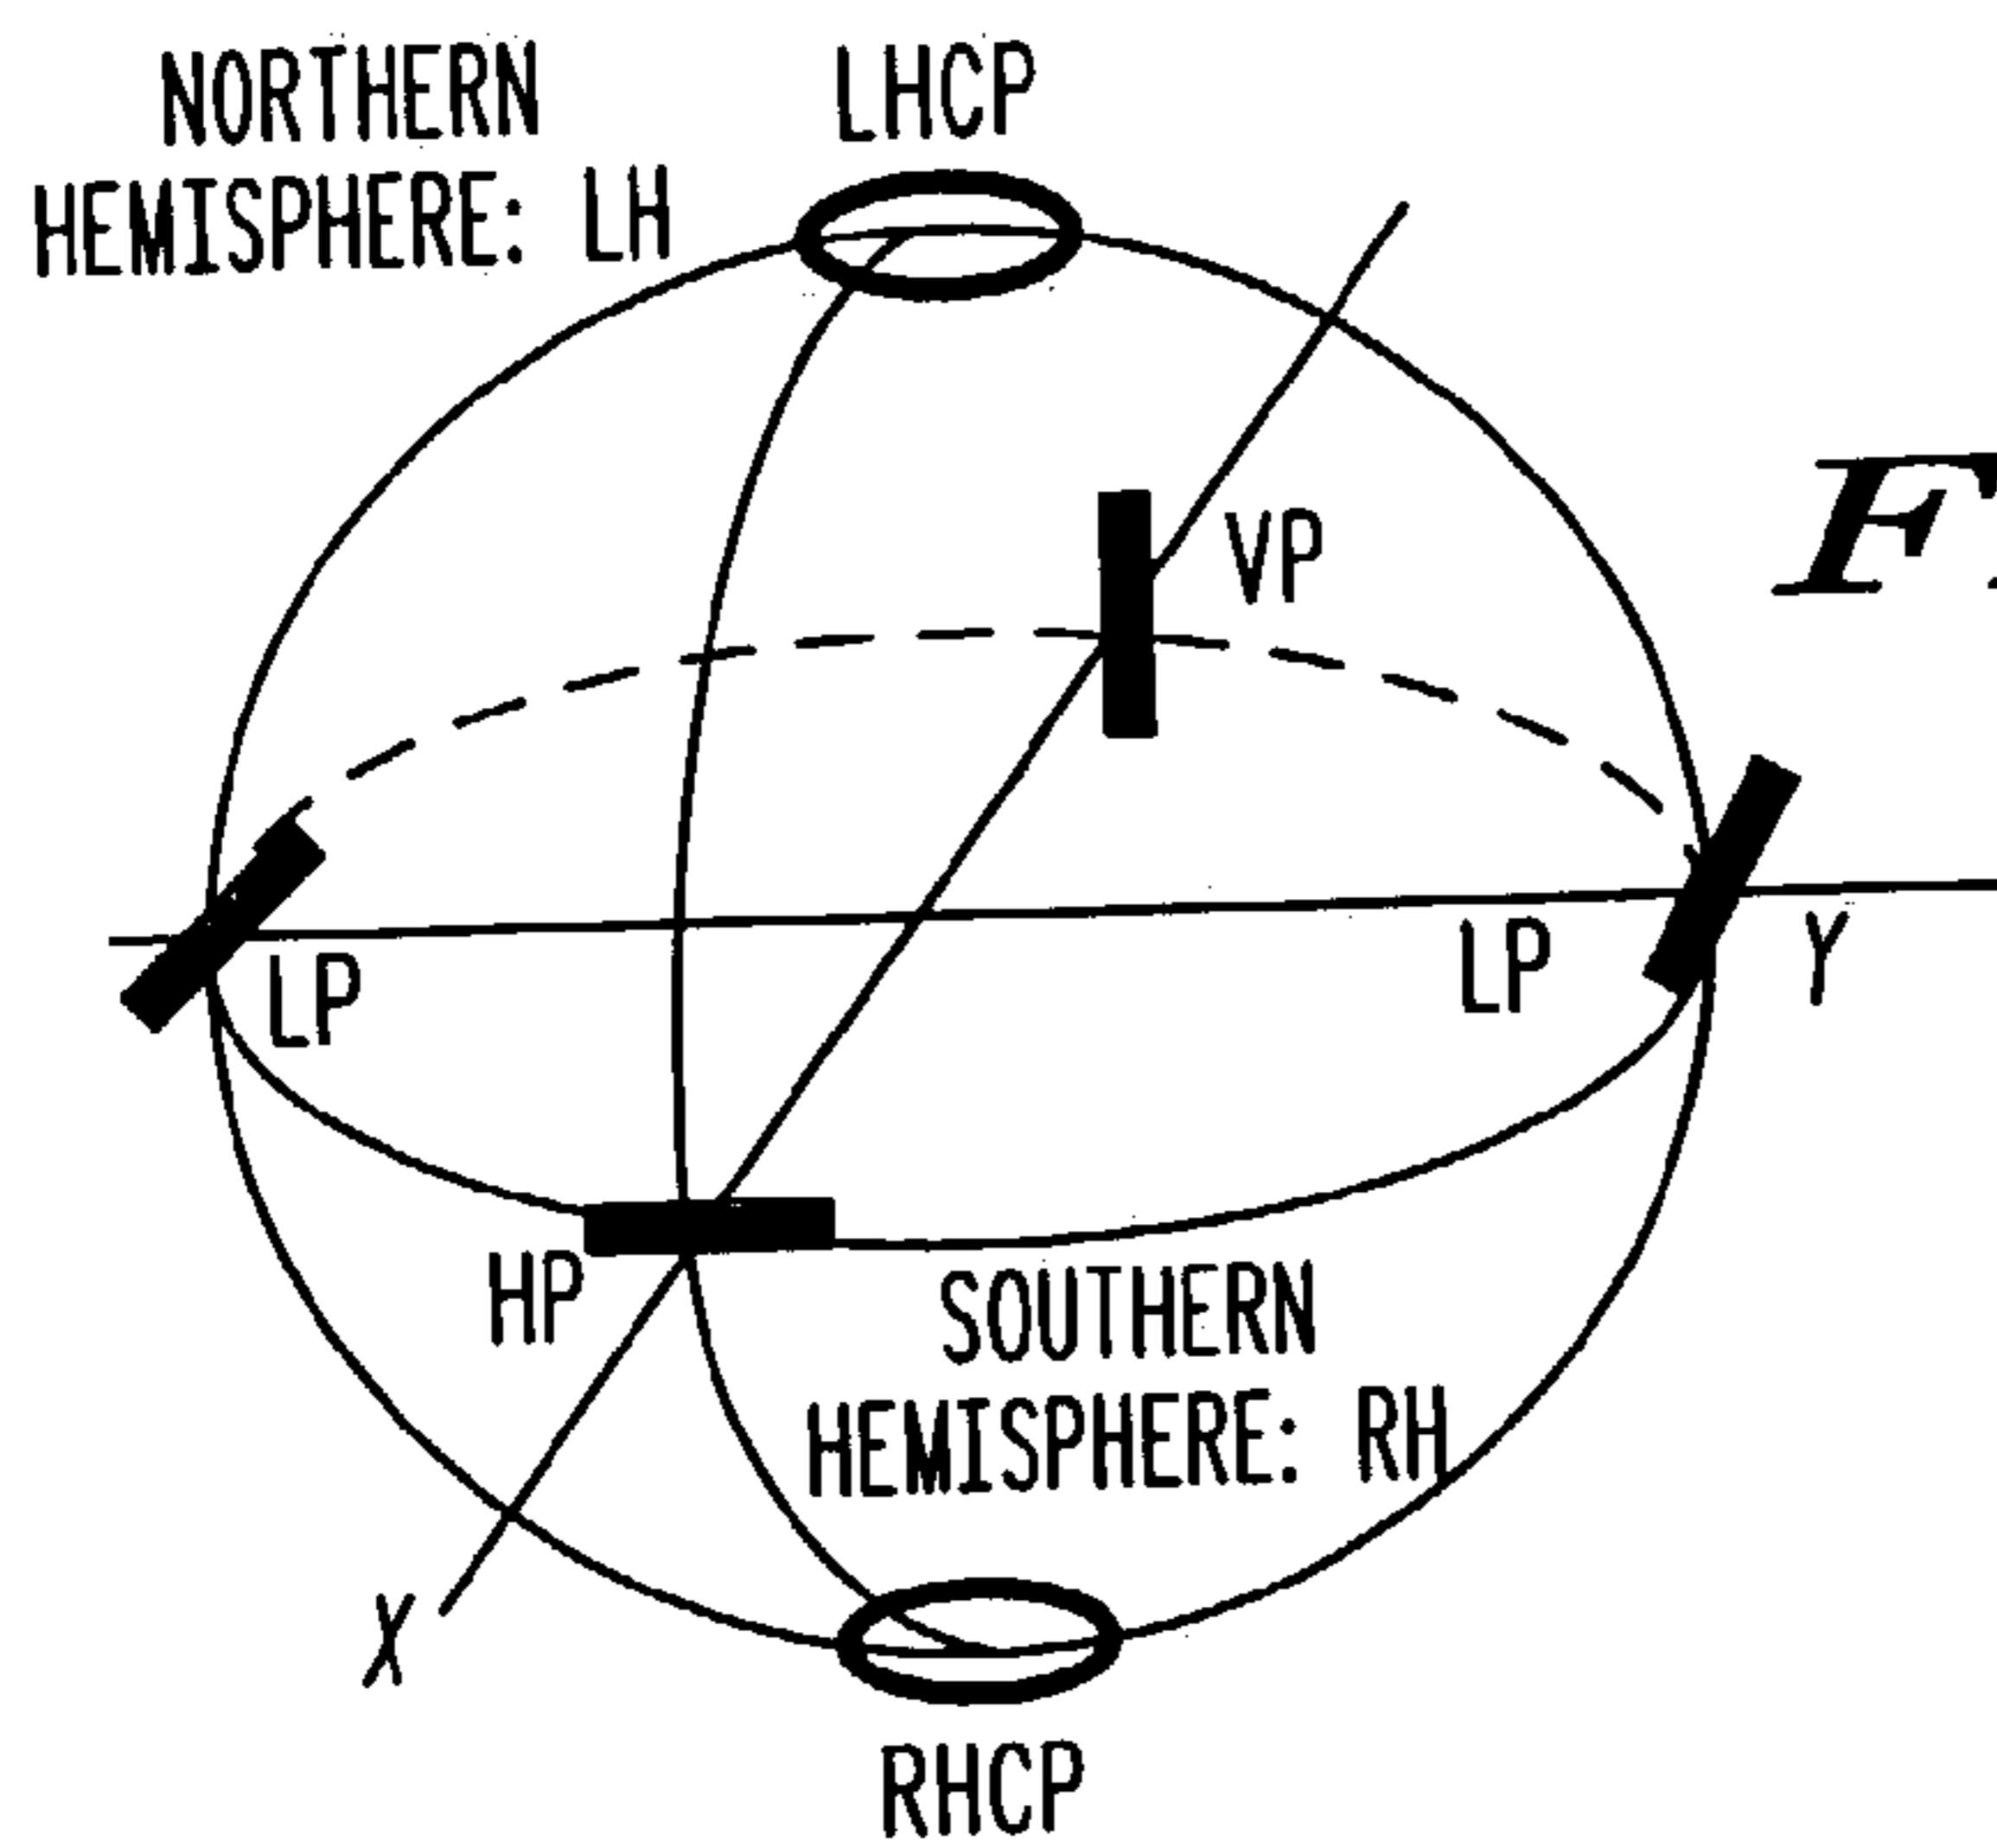 NORTHERN
HEMISPHERE: LH
LHCP
VP
LP
LP
Y
HP
SOUTHERN
HEMISPHERE: RH
X
RHCP